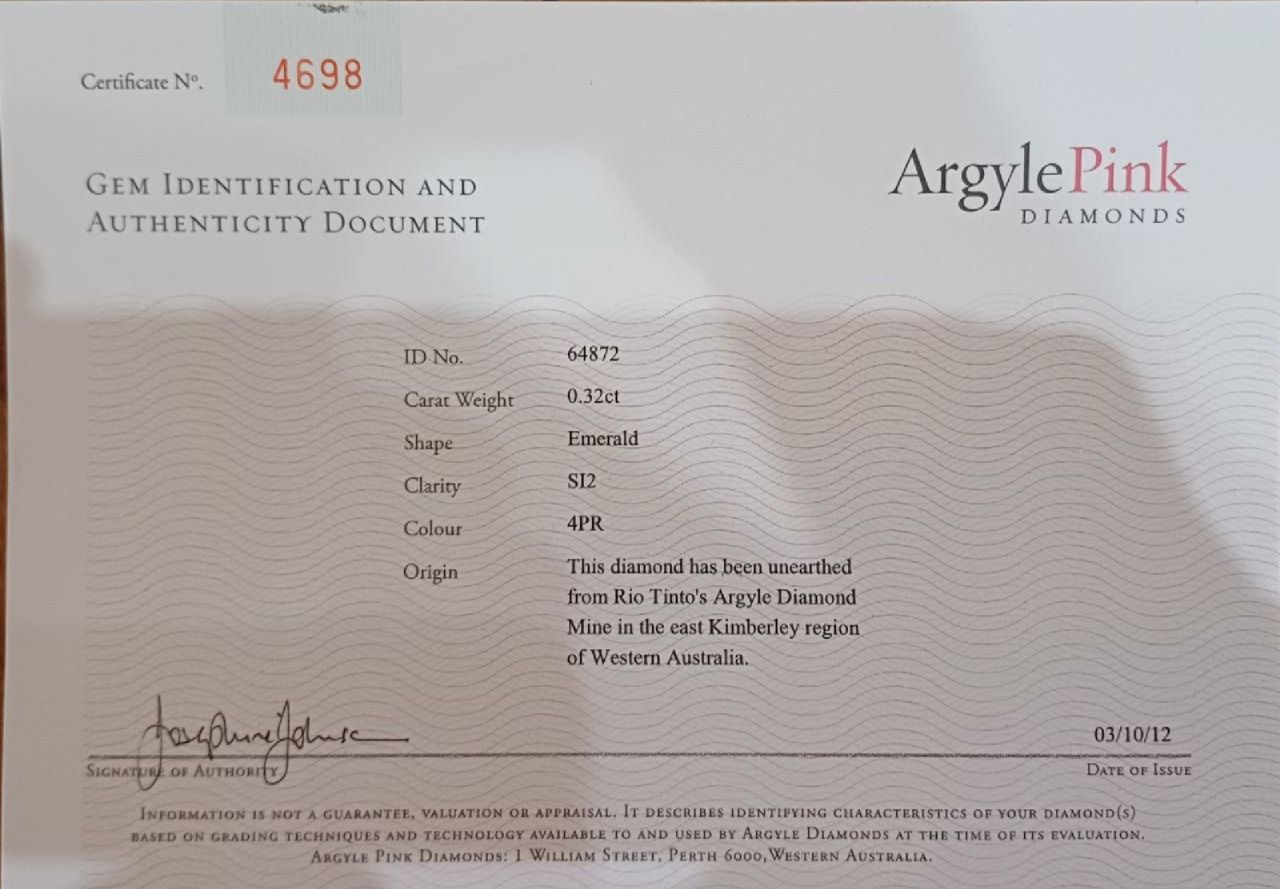 Certificate Nº. 4698
GEM IDENTIFICATION AND
AUTHENTICITY DOCUMENT
ArgylePink
DIAMONDS
ID No. 64872
Carat Weight 0.32ct
Shape Emerald
Clarity SI2
Colour 4PR
Origin This diamond has been unearthed
from Rio Tinto's Argyle Diamond
Mine in the east Kimberley region
of Western Australia.
03/10/12
SIGNATURE OF AUTHORITY DATE OF ISSUE
INFORMATION IS NOT A GUARANTEE, VALUATION OR APPRAISAL. IT DESCRIBES IDENTIFYING CHARACTERISTICS OF YOUR DIAMOND(S)
BASED ON GRADING TECHNIQUES AND TECHNOLOGY AVAILABLE TO AND USED BY ARGYLE DIAMONDS AT THE TIME OF ITS EVALUATION.
ARGYLE PINK DIAMONDS: 1 WILLIAM STREET, PERTH 6000, WESTERN AUSTRALIA.